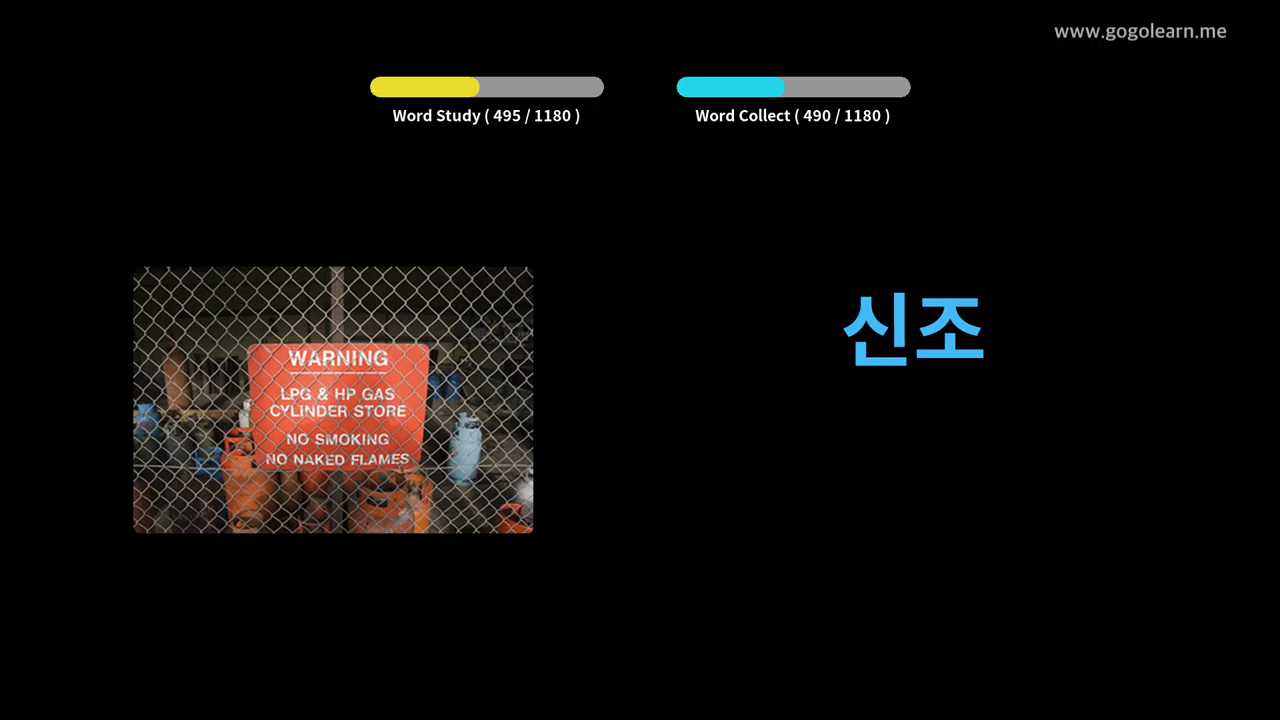 www.gogolearn.me
Word Study ( 495 / 1180 )
Word Collect ( 490 / 1180 )
WARNING
LPG & HP GAS
CYLINDER STORE
NO SMOKING
NO NAKED FLAMES
신조